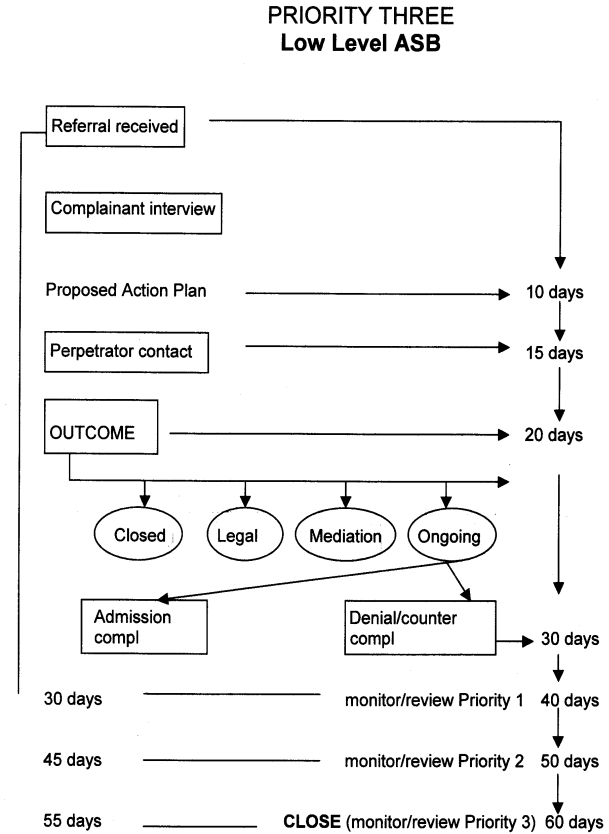 PRIORITY THREE
Low Level ASB
Referral received
Complainant interview
Proposed Action Plan
10 days
Perpetrator contact
15 days
OUTCOME
20 days
Closed
Legal
Mediation
Ongoing
Admission
compl
Denial/counter
compl
30 days
30 days
monitor/review Priority 1
40 days
45 days
monitor/review Priority 2
50 days
55 days
CLOSE (monitor/review Priority 3)
60 days